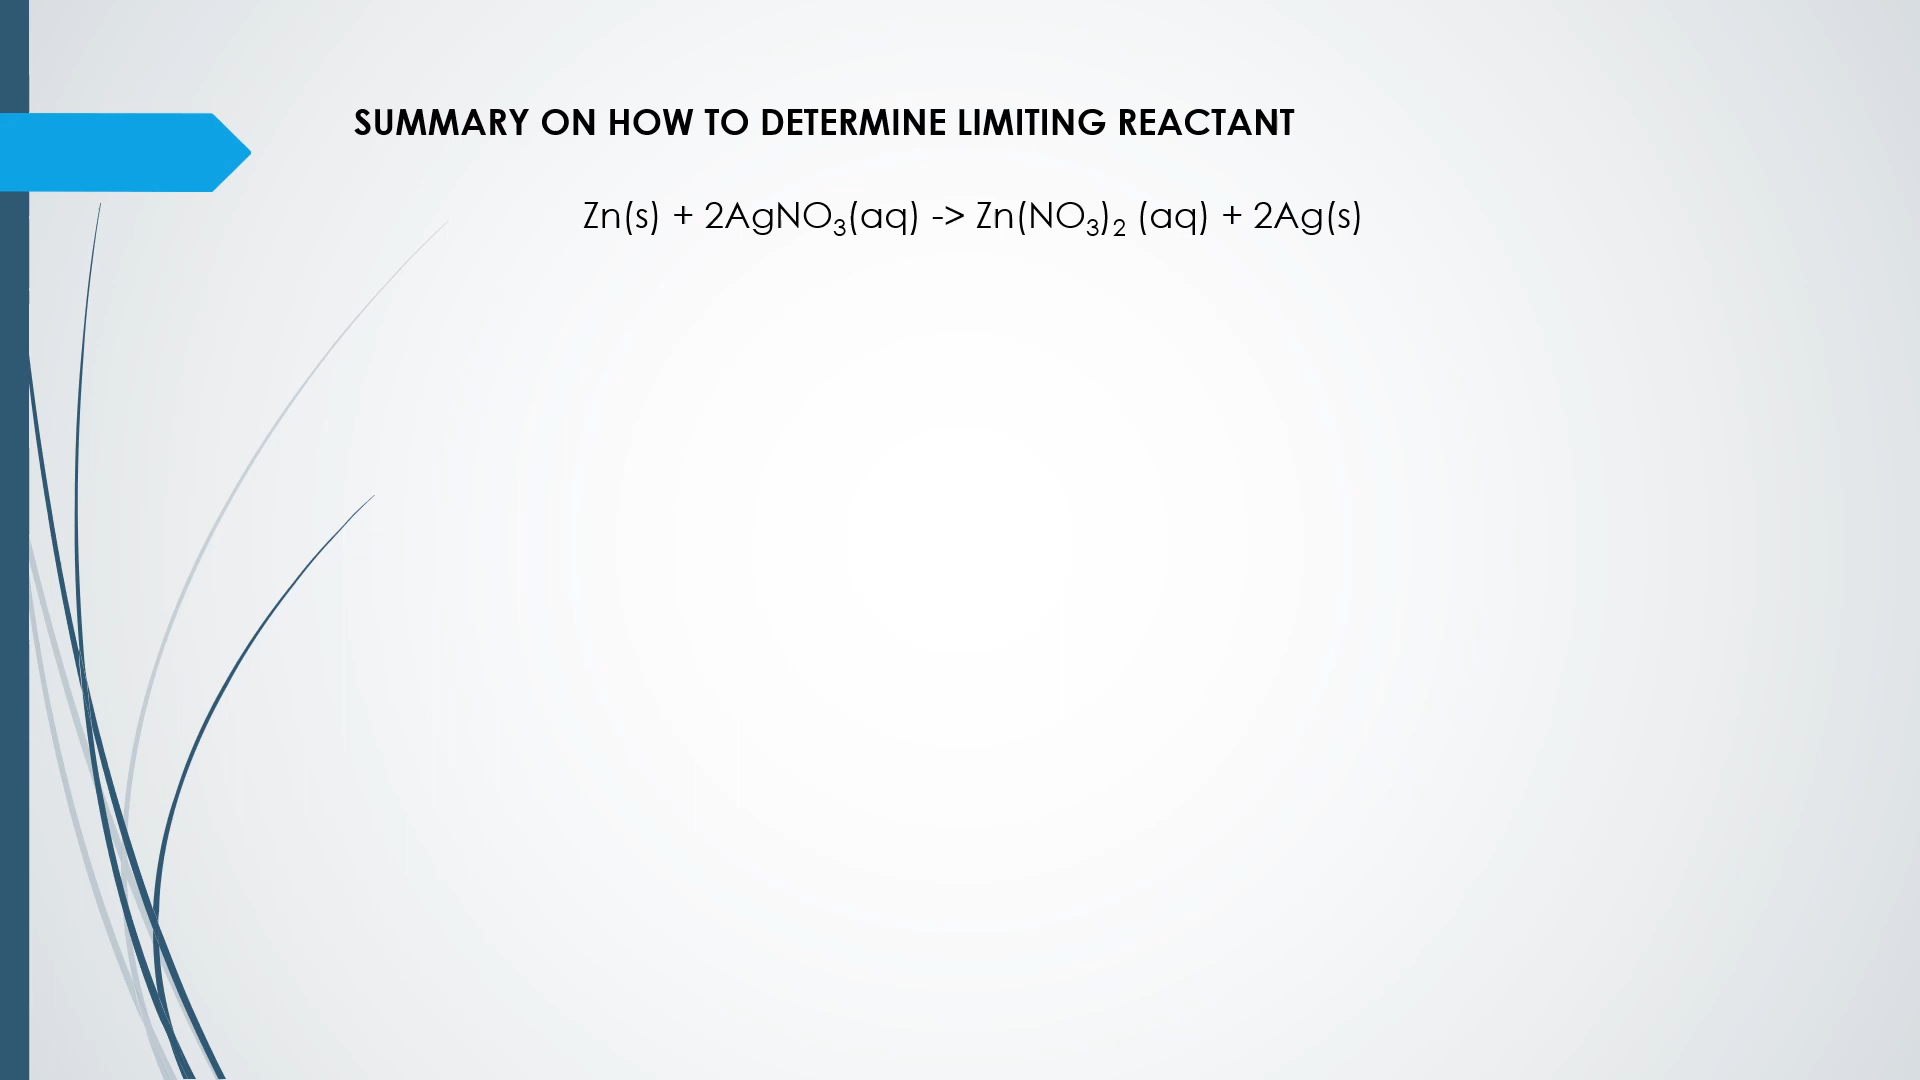 SUMMARY ON HOW TO DETERMINE LIMITING REACTANT
Zn(s) + 2AgNO₃(aq) -> Zn(NO₃)₂ (aq) + 2Ag(s)